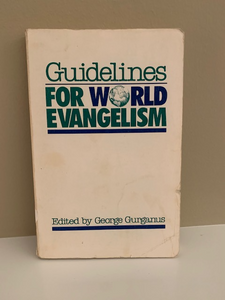 Guidelines
FOR WORLD
EVANGELISM
Edited by George Gurganus